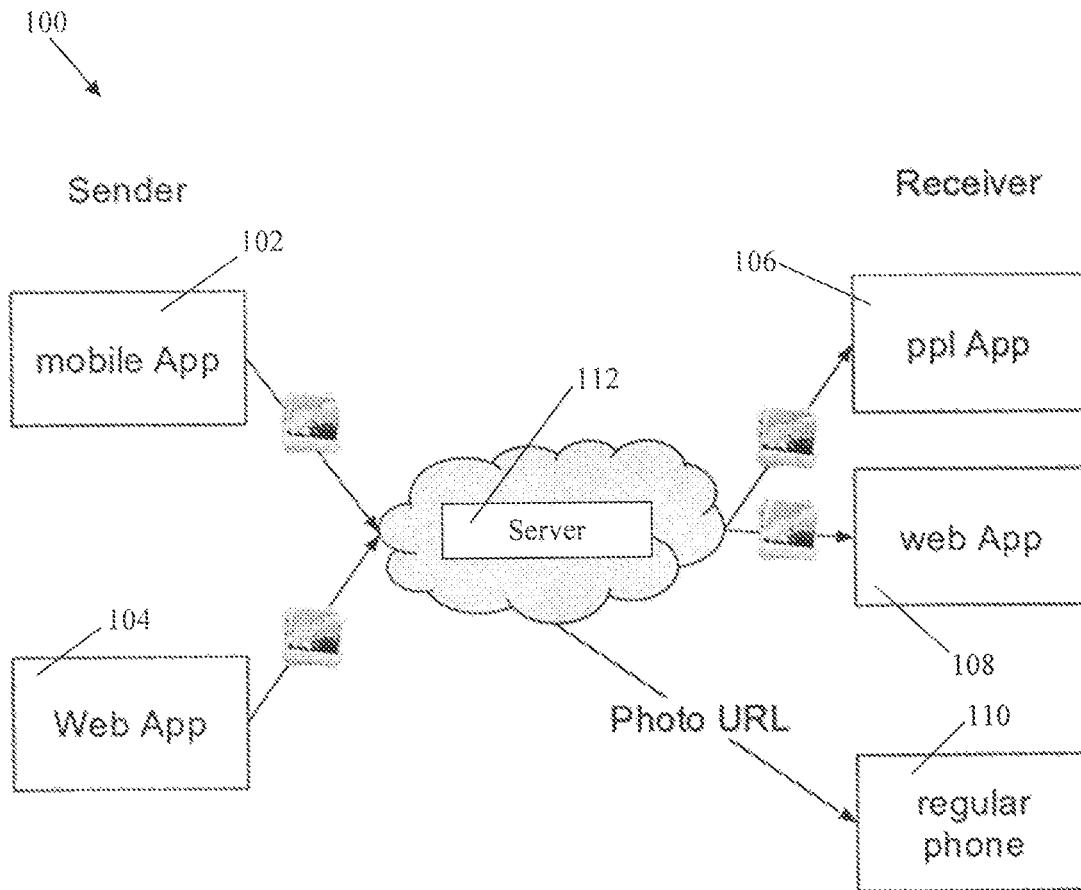 100
Sender
Receiver
102
106
mobile App
ppl App
112
Server
web App
104
108
Web App
Photo URL
110
regular
phone